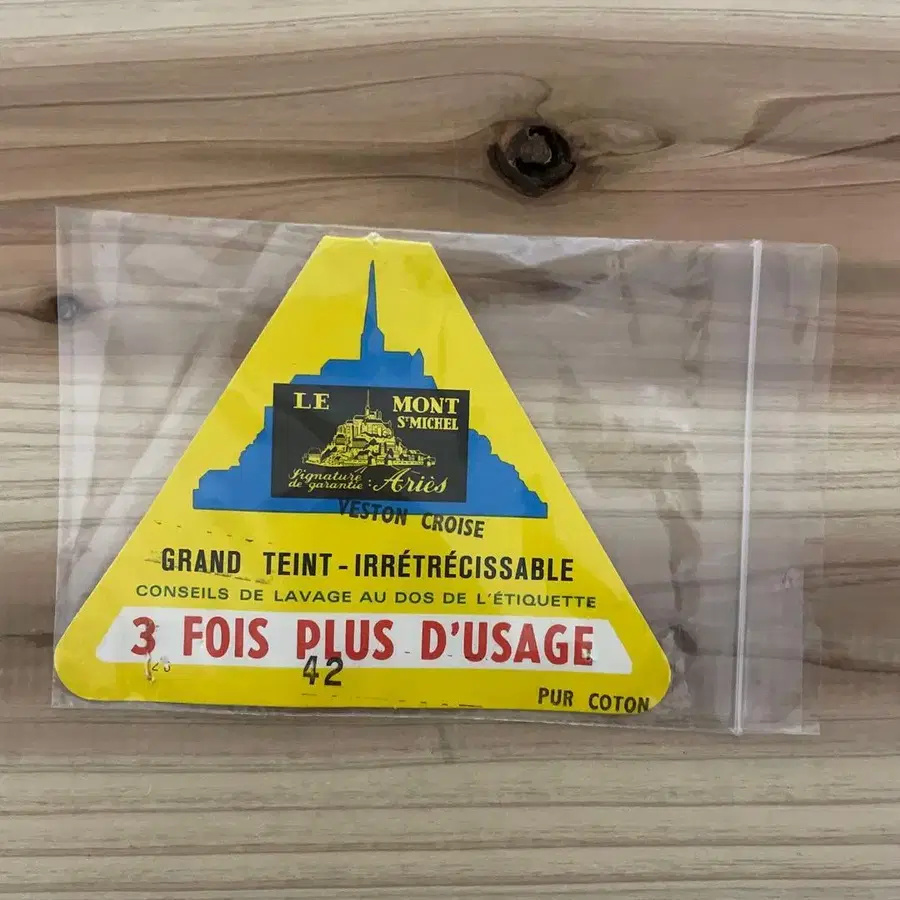 LE MONT
ST MICHEL
Signature
de garantie: Ariès
VESTON CROISE
GRAND TEINT - IRRÉTRÉCISSABLE
CONSEILS DE LAVAGE AU DOS DE L'ÉTIQUETTE
3 FOIS PLUS D'USAGE
42
PUR COTON